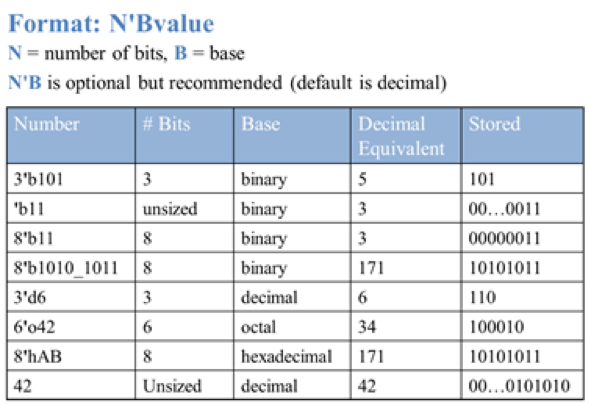 Format: N'Bvalue
N = number of bits, B = base
N'B is optional but recommended (default is decimal)
Number # Bits Base Decimal Equivalent Stored
3'b101 3 binary 5 101
'b11 unsized binary 3 00…0011
8'b11 8 binary 3 00000011
8'b1010_1011 8 binary 171 10101011
3'd6 3 decimal 6 110
6'o42 6 octal 34 100010
8'hAB 8 hexadecimal 171 10101011
42 Unsized decimal 42 00…0101010